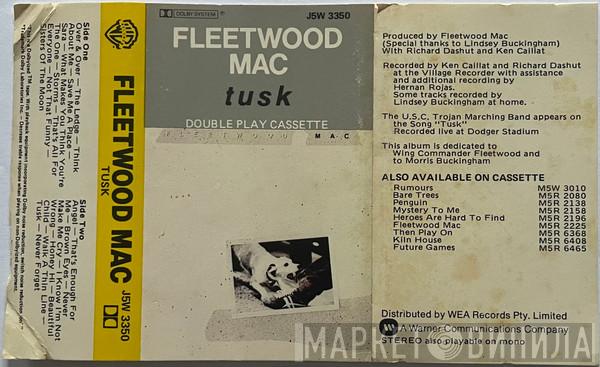 Side One
Over & Over — The Ledge — Think
About Me — Save Me A Place —
Sara — What Makes You Think You're
The One — Storms — That's All For
Everyone — Not That Funny —
Sisters Of The Moon
Side Two
Angel — That's Enough For
Me — Brown Eyes — Never
Make Me Cry — I Know I'm Not
Wrong — Honey Hi — Beautiful
Child — Walk A Thin Line —
Tusk — Never Forget
FLEETWOOD MAC
TUSK
J5W 3350
DOLBY SYSTEM
J5W 3350
FLEETWOOD
MAC
tusk
DOUBLE PLAY CASSETTE
FLEETWOOD MAC
Produced by Fleetwood Mac
(Special thanks to Lindsey Buckingham)
With Richard Dashut and Ken Caillat
Recorded by Ken Caillat and Richard Dashut
at the Village Recorder with assistance
and additional recording by
Hernan Rojas.
Some tracks recorded by
Lindsey Buckingham at home.
The U.S.C. Trojan Marching Band appears on
the Song "Tusk"
Recorded live at Dodger Stadium
This album is dedicated to
Wing Commander Fleetwood and
to Morris Buckingham
ALSO AVAILABLE ON CASSETTE
Rumours M5W 3010
Bare Trees M5R 2080
Penguin M5R 2138
Mystery To Me M5R 2158
Heroes Are Hard To Find M5R 2196
Fleetwood Mac M5R 2225
Then Play On M5R 6368
Kiln House M5R 6408
Future Games M5R 6465
Distributed by WEA Records Pty. Limited
A Warner Communications Company
STEREO also playable on mono
МАРКЕТ ВИНИЛА